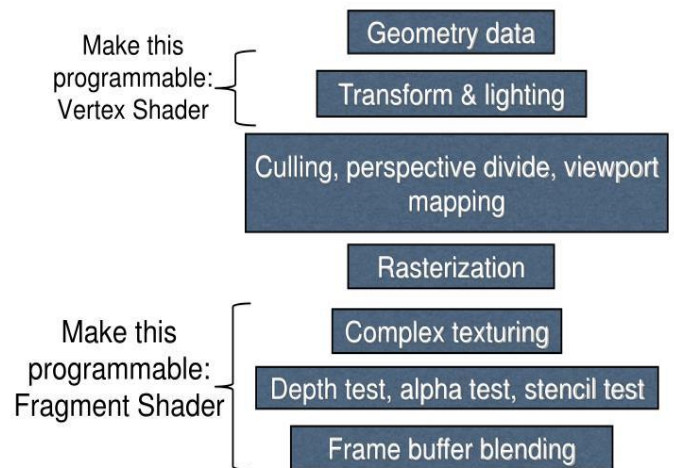 Geometry data
Make this
programmable:
Vertex Shader
Transform & lighting
Culling, perspective divide, viewport
mapping
Rasterization
Make this
programmable:
Fragment Shader
Complex texturing
Depth test, alpha test, stencil test
Frame buffer blending